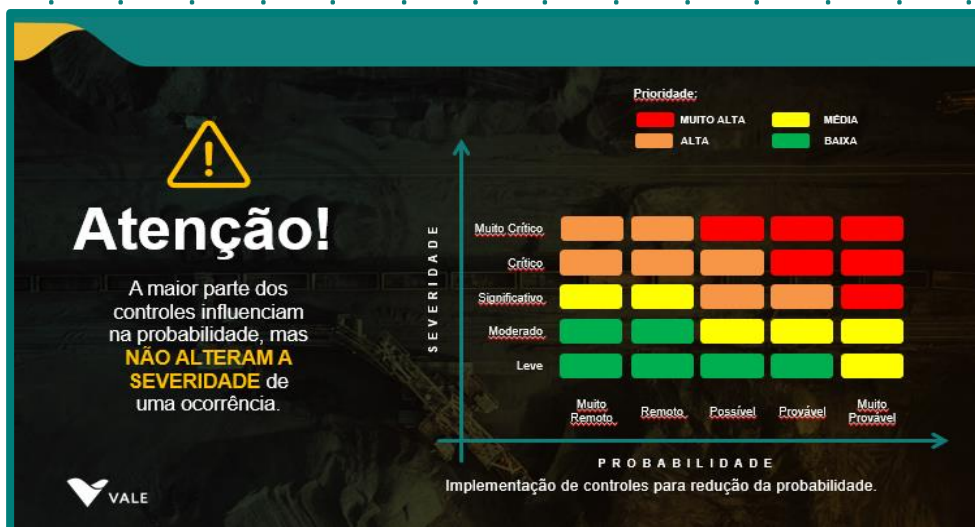 Atenção!
A maior parte dos
controles influenciam
na probabilidade, mas
NÃO ALTERAM A
SEVERIDADE de
uma ocorrência.
VALE
Prioridade:
MUITO ALTA
MÉDIA
ALTA
BAIXA
SEVERIDADE
Muito Crítico
Crítico
Significativo
Moderado
Leve
Muito
Remoto
Remoto
Possível
Provável
Muito
Provável
PROBABILIDADE
Implementação de controles para redução da probabilidade.